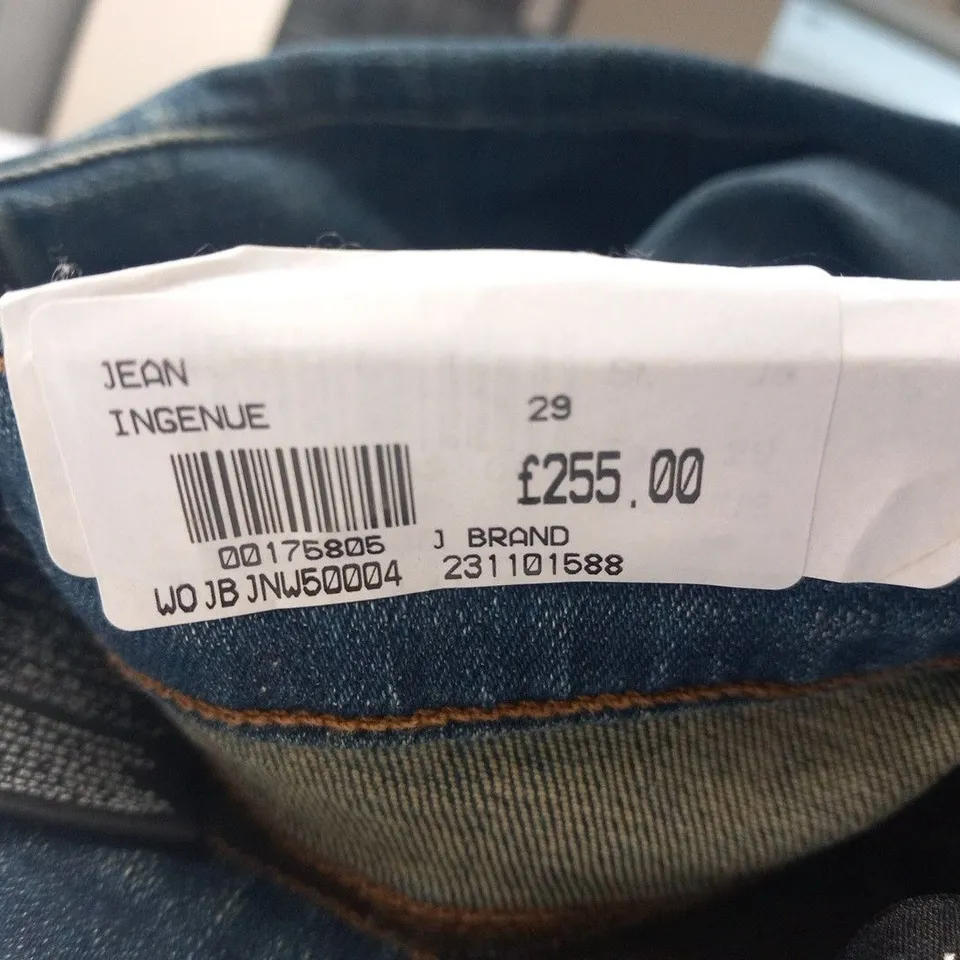 JEAN
INGENUE 29
£255.00
00175805 J BRAND
WOJBJNW50004 231101588